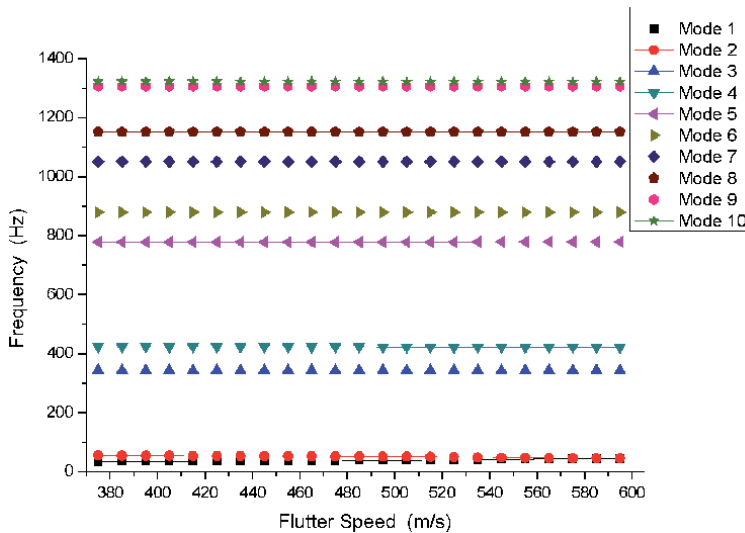 Mode 1
Mode 2
Mode 3
Mode 4
Mode 5
Mode 6
Mode 7
Mode 8
Mode 9
Mode 10
1400
1200
1000
800
600
400
200
0
Frequency (Hz)
380 400 420 440 460 480 500 520 540 560 580 600
Flutter Speed (m/s)